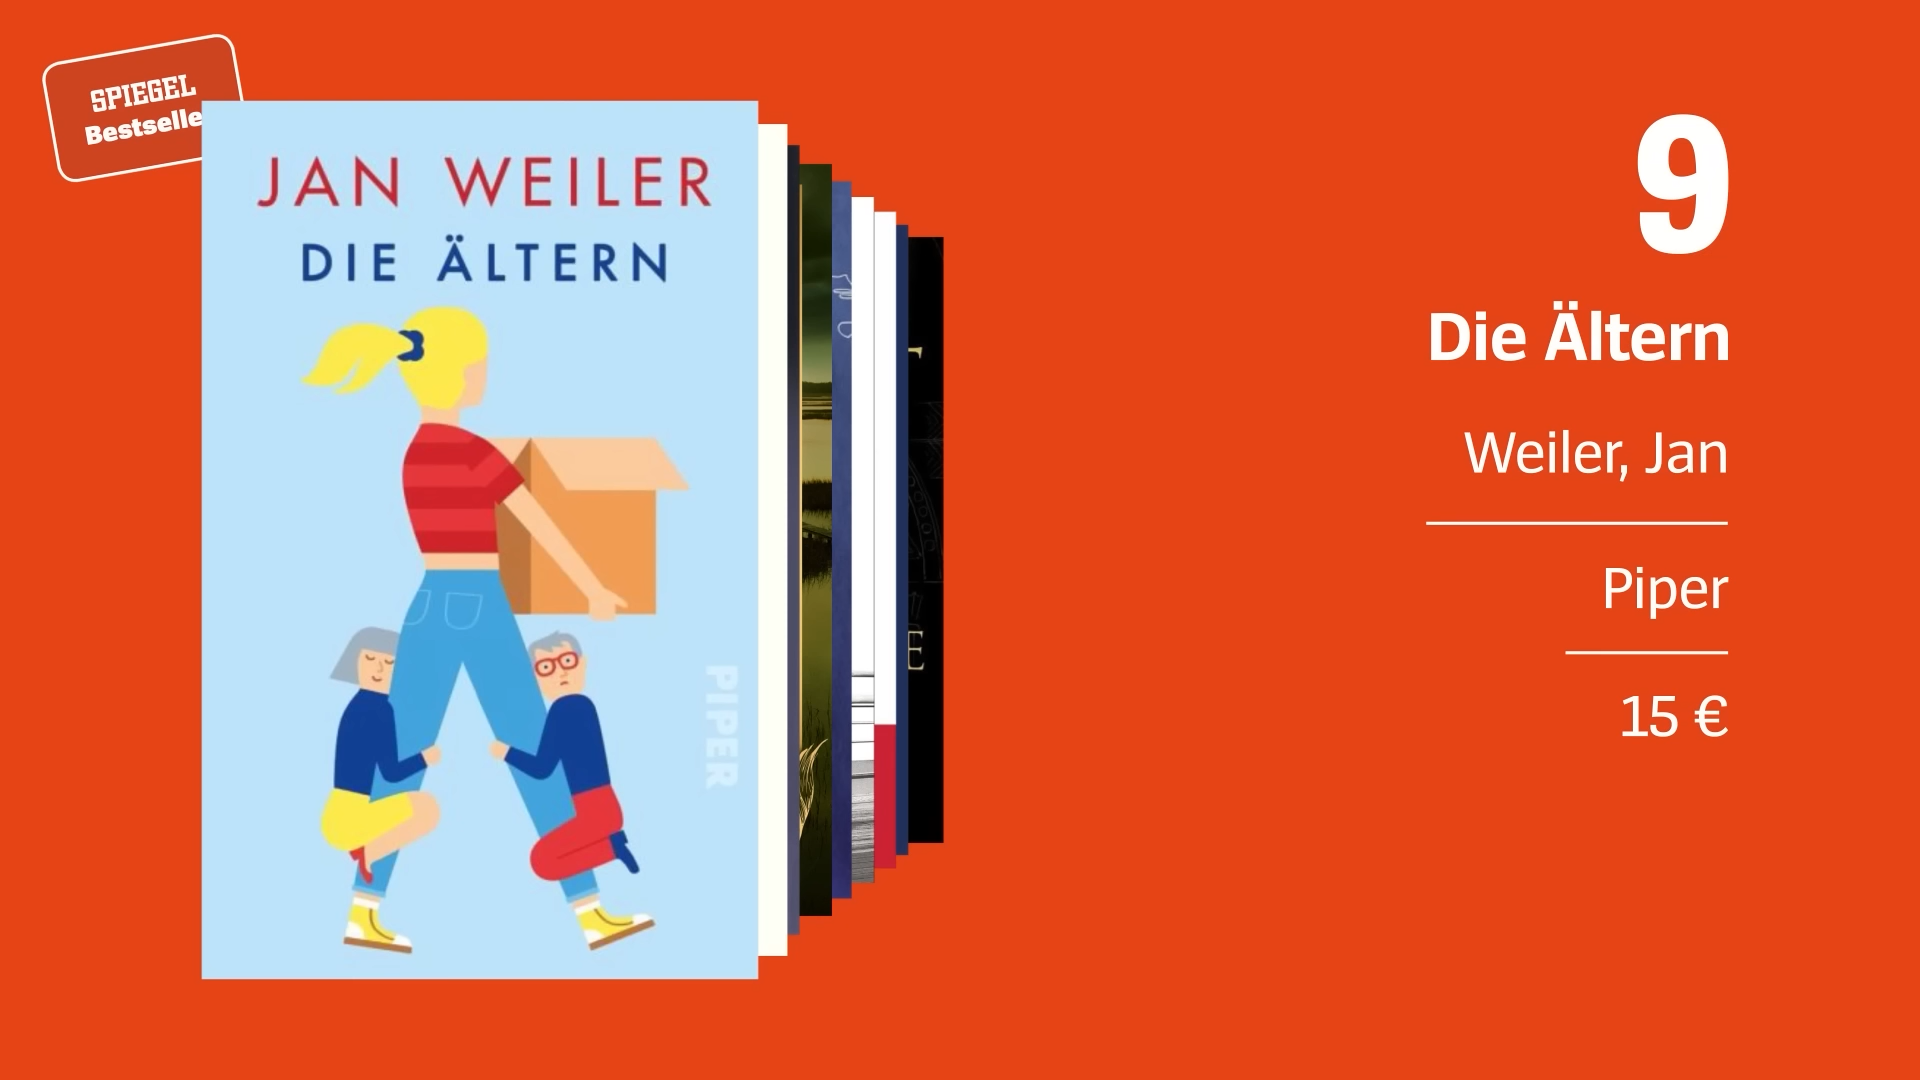 SPIEGEL
Bestselle
JAN WEILER
DIE ÄLTERN
PIPER
9
Die Ältern
Weiler, Jan
Piper
15 €